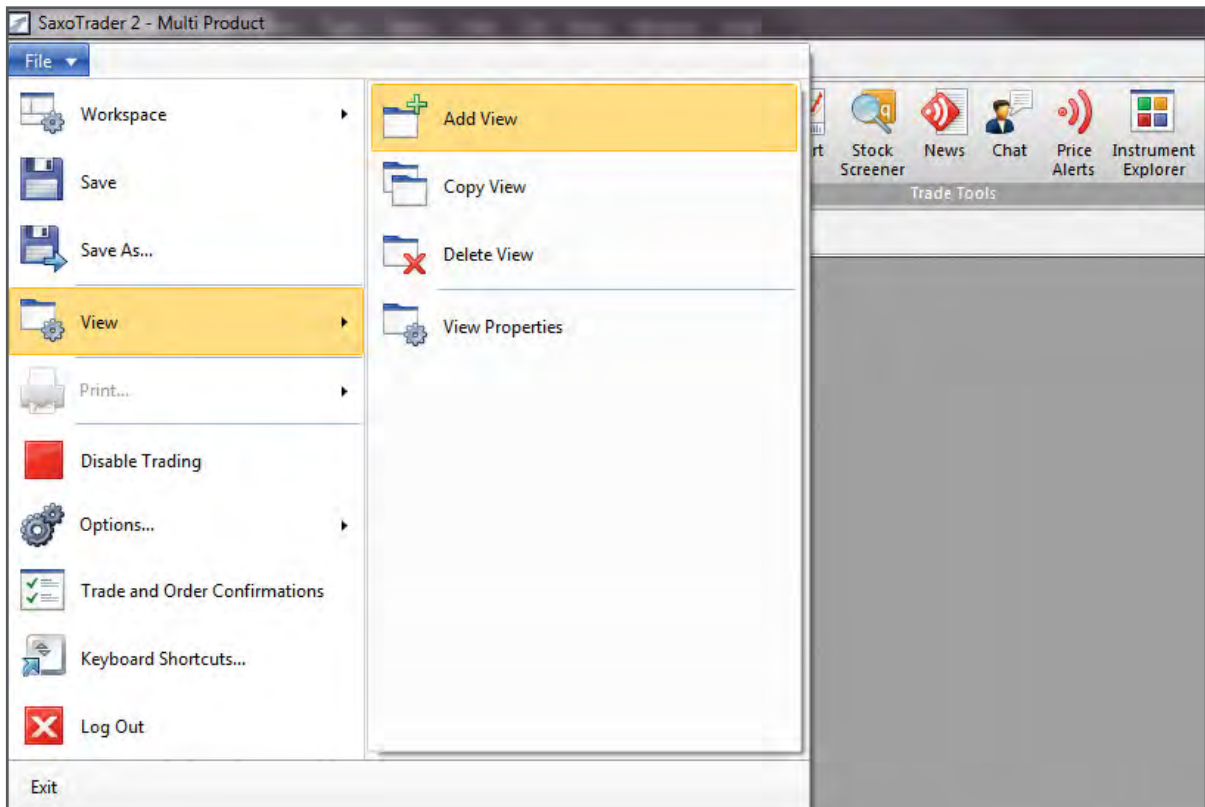 SaxoTrader 2 - Multi Product
File
Workspace
Save
Save As...
View
Print...
Disable Trading
Options...
Trade and Order Confirmations
Keyboard Shortcuts...
Log Out
Exit
Add View
Copy View
Delete View
View Properties
rt
Stock
Screener
News
Chat
Price
Alerts
Instrument
Explorer
Trade Tools